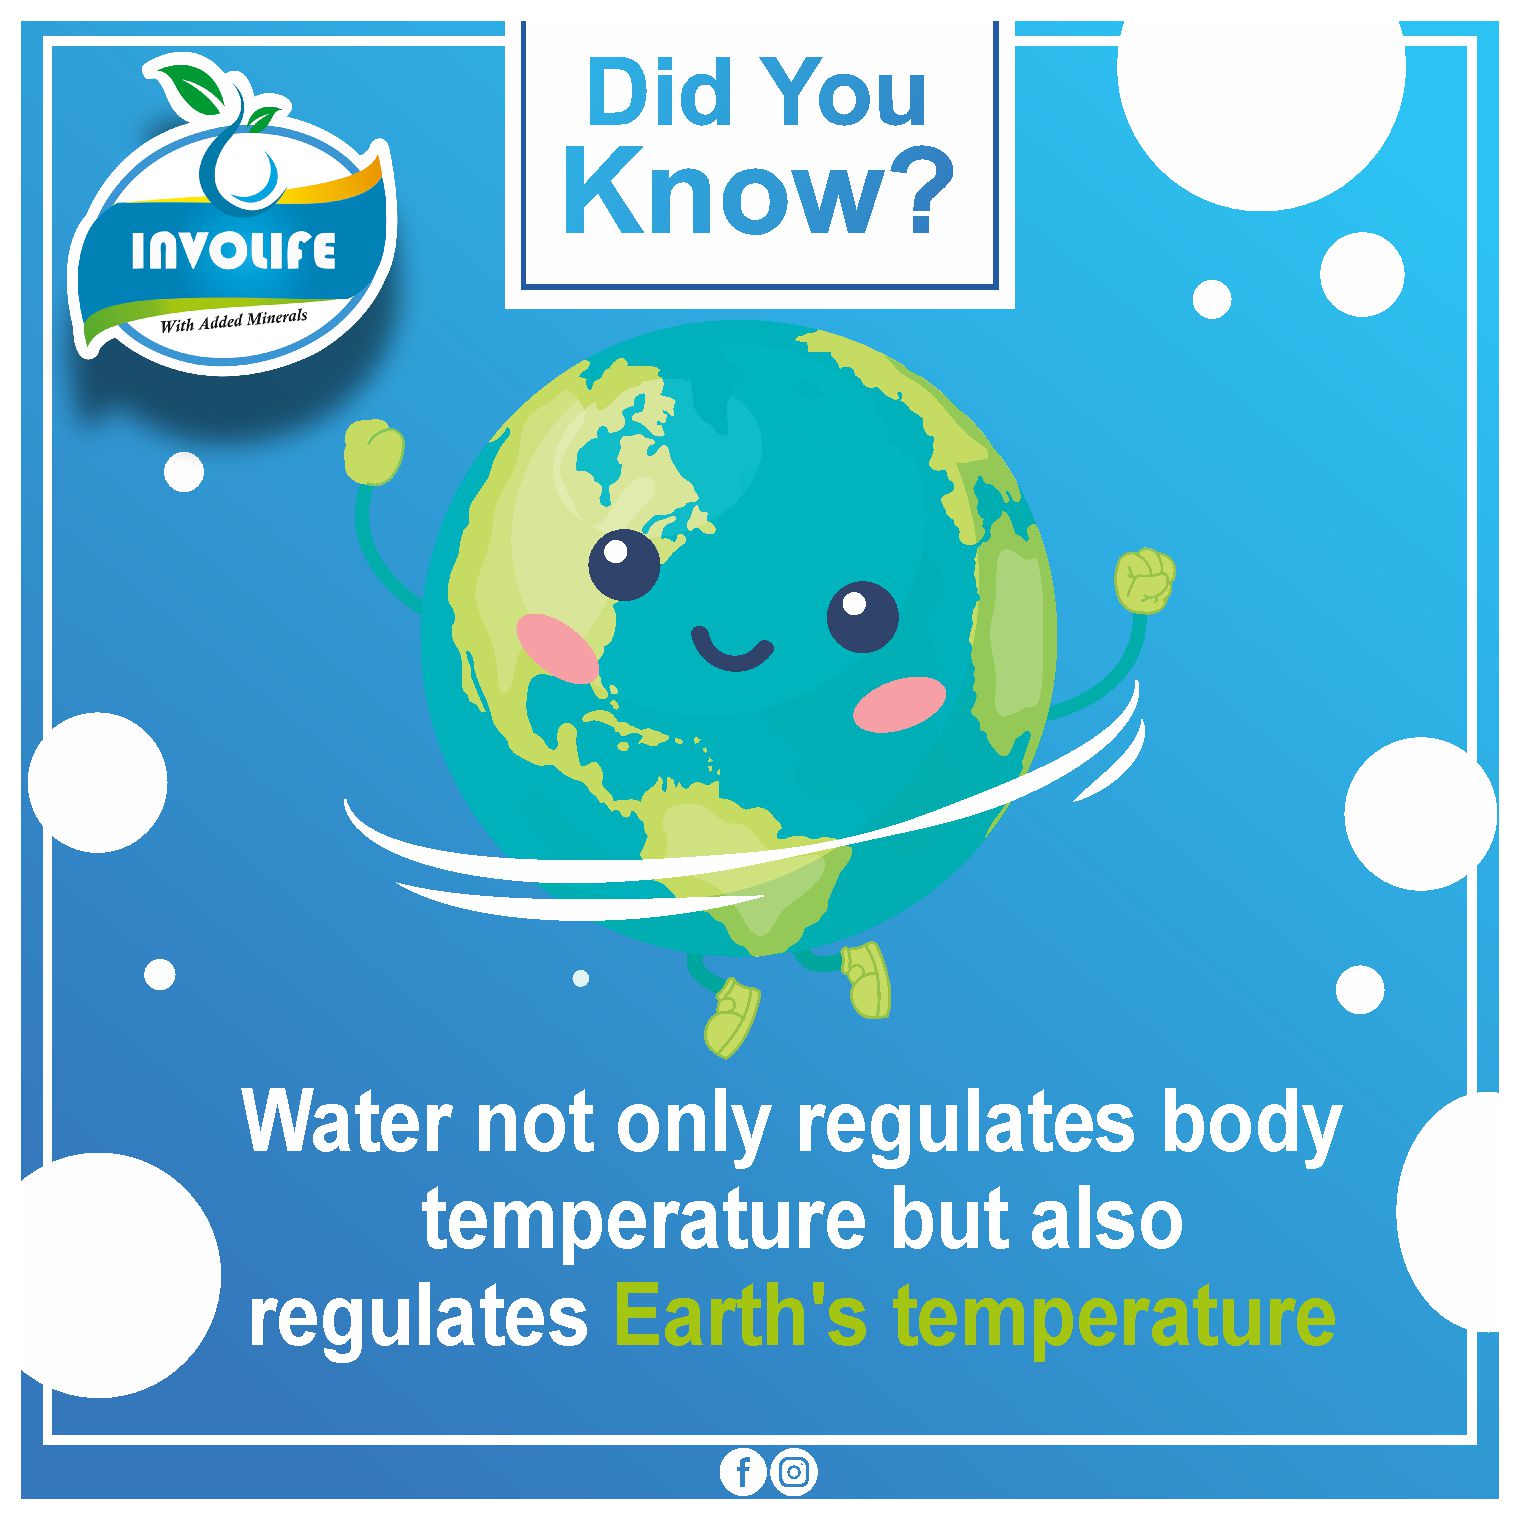 Did You
Know?
INVOLIFE
With Added Minerals
Water not only regulates body
temperature but also
regulates Earth's temperature